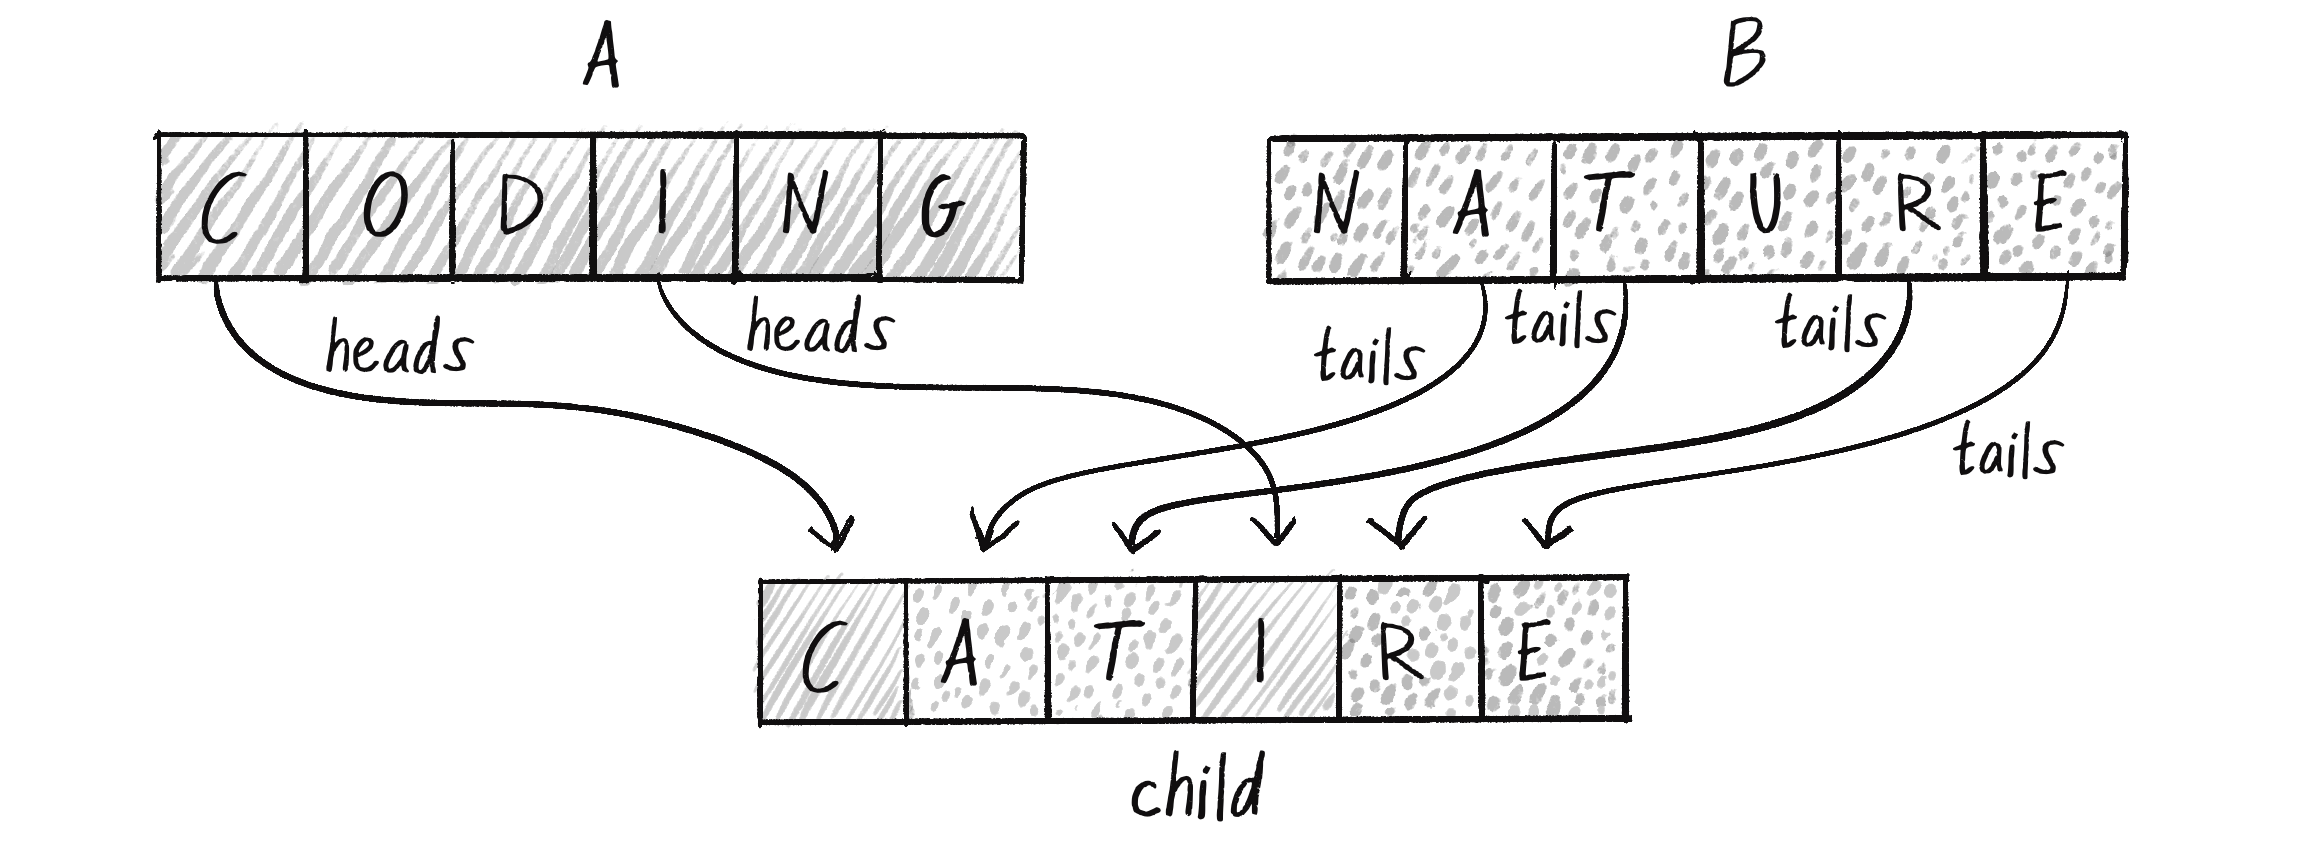 A
B
C O D I N G
N A T U R E
heads
heads
tails
tails
tails
tails
C A T I R E
child